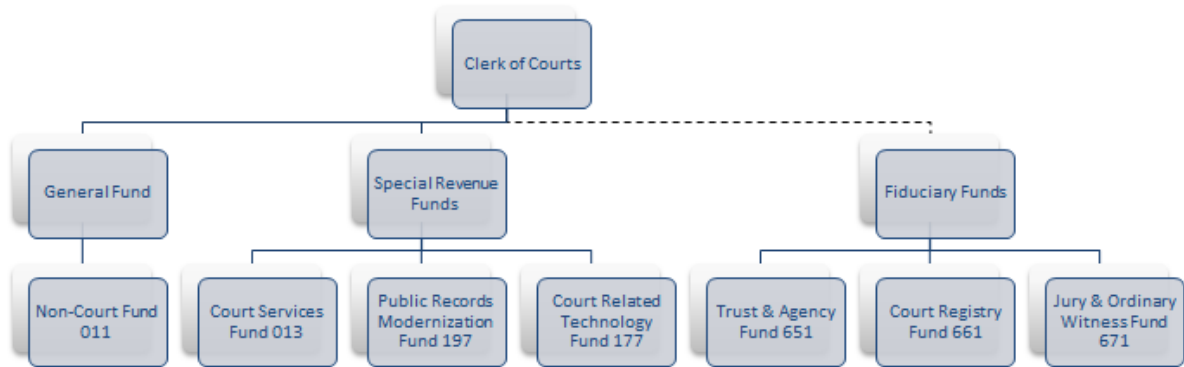 Clerk of Courts
General Fund
Special Revenue
Funds
Fiduciary Funds
Non-Court Fund
011
Court Services
Fund 013
Public Records
Modernization
Fund 197
Court Related
Technology
Fund 177
Trust & Agency
Fund 651
Court Registry
Fund 661
Jury & Ordinary
Witness Fund
671